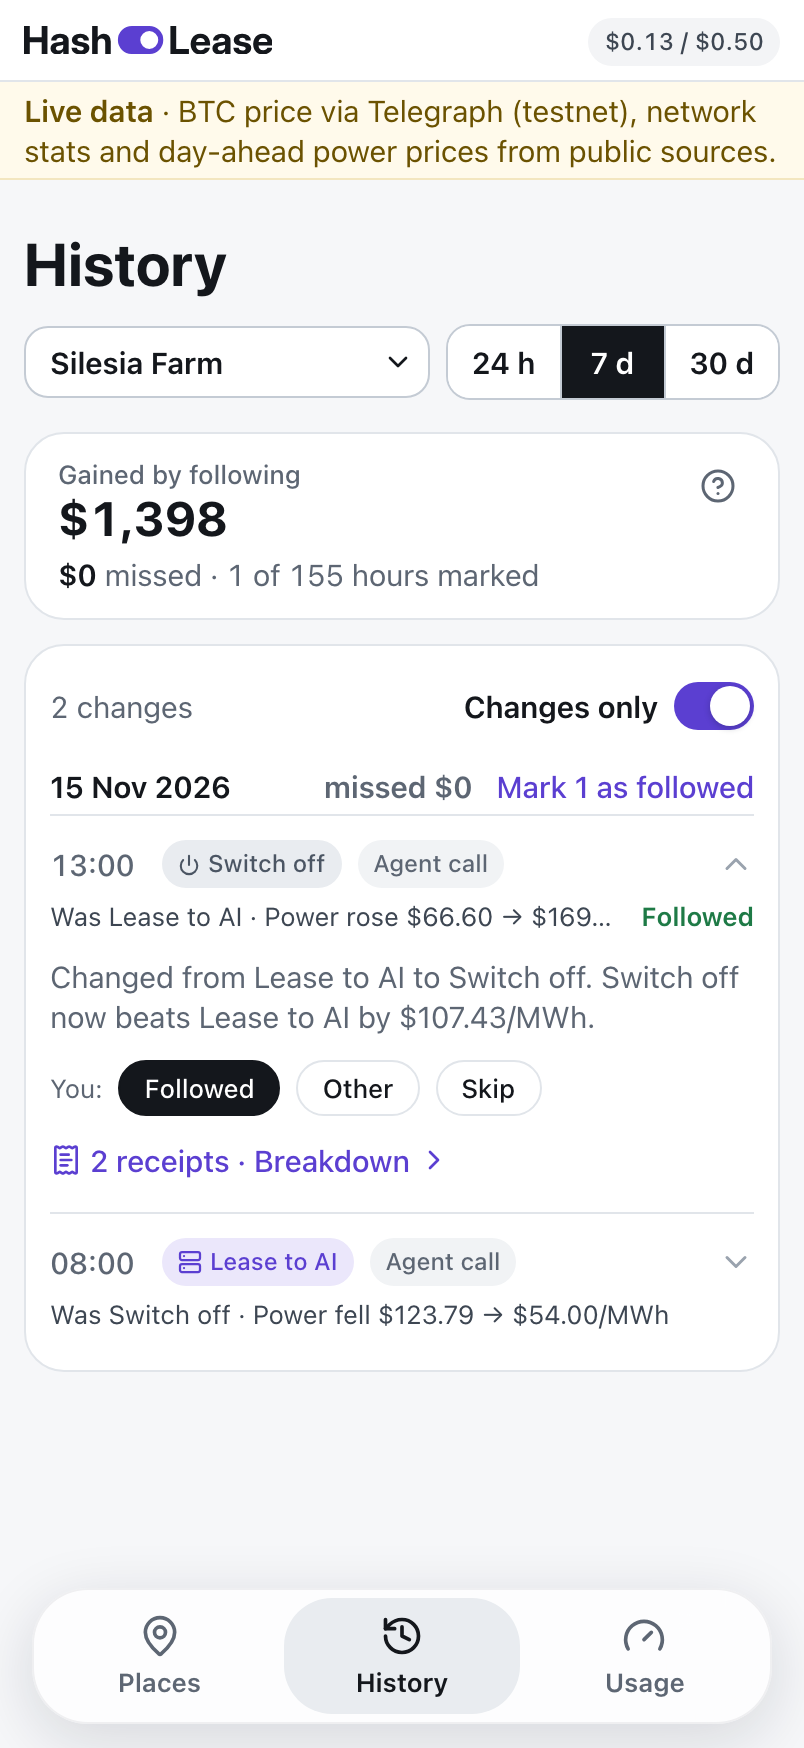 Hash Lease
$0.13 / $0.50
Live data · BTC price via Telegraph (testnet), network
stats and day-ahead power prices from public sources.
History
Silesia Farm
24 h
7 d
30 d
Gained by following
$1,398
$0 missed · 1 of 155 hours marked
2 changes
Changes only
15 Nov 2026
missed $0
Mark 1 as followed
13:00
Switch off
Agent call
Was Lease to AI · Power rose $66.60 → $169...
Followed
Changed from Lease to AI to Switch off. Switch off
now beats Lease to AI by $107.43/MWh.
You:
Followed
Other
Skip
2 receipts · Breakdown
08:00
Lease to AI
Agent call
Was Switch off · Power fell $123.79 → $54.00/MWh
Places
History
Usage